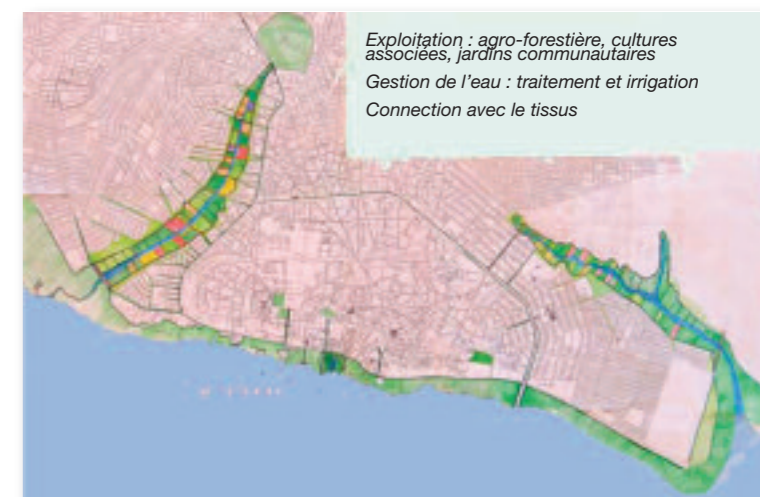 Exploitation : agro-forestière, cultures
associées, jardins communautaires
Gestion de l'eau : traitement et irrigation
Connection avec le tissus